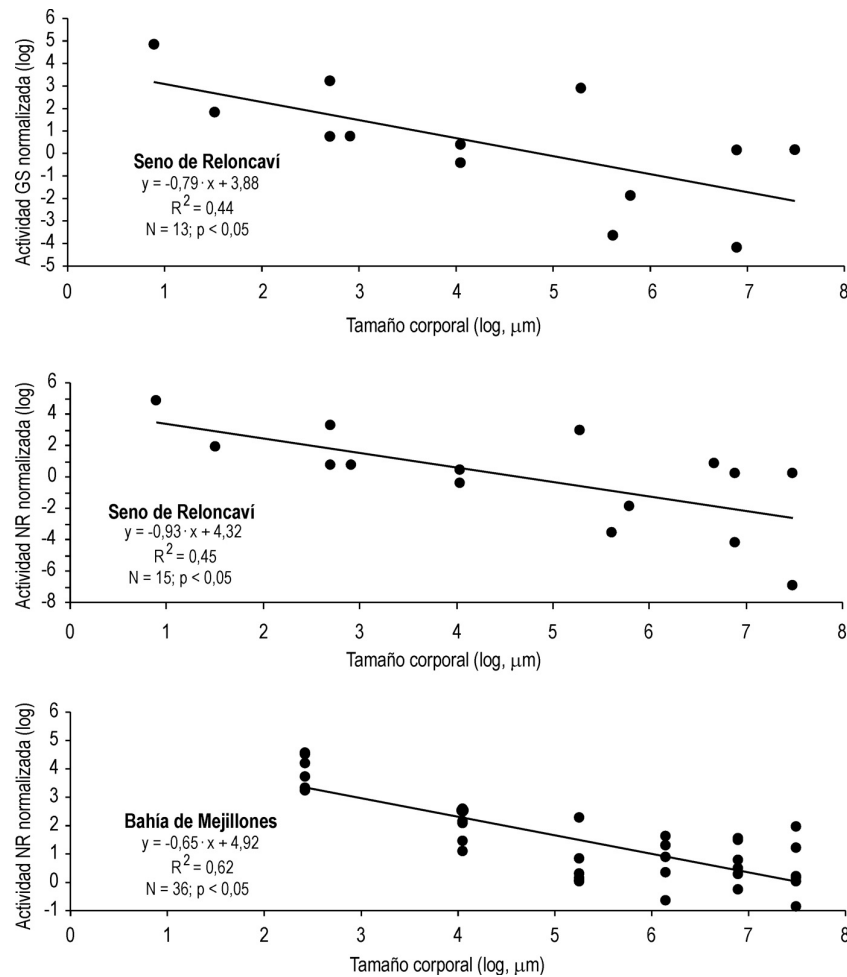 Actividad GS normalizada (log)
6
5
4
3
2
1
0
-1
-2
-3
-4
-5
Seno de Reloncaví
y = -0,79 · x + 3,88
R² = 0,44
N = 13; p < 0,05
0 1 2 3 4 5 6 7 8
Tamaño corporal (log, μm)
Actividad NR normalizada (log)
6
4
2
0
-2
-4
-6
-8
Seno de Reloncaví
y = -0,93 · x + 4,32
R² = 0,45
N = 15; p < 0,05
0 1 2 3 4 5 6 7 8
Tamaño corporal (log, μm)
Actividad NR normalizada (log)
6
5
4
3
2
1
0
-1
Bahía de Mejillones
y = -0,65 · x + 4,92
R² = 0,62
N = 36; p < 0,05
0 1 2 3 4 5 6 7 8
Tamaño corporal (log, μm)